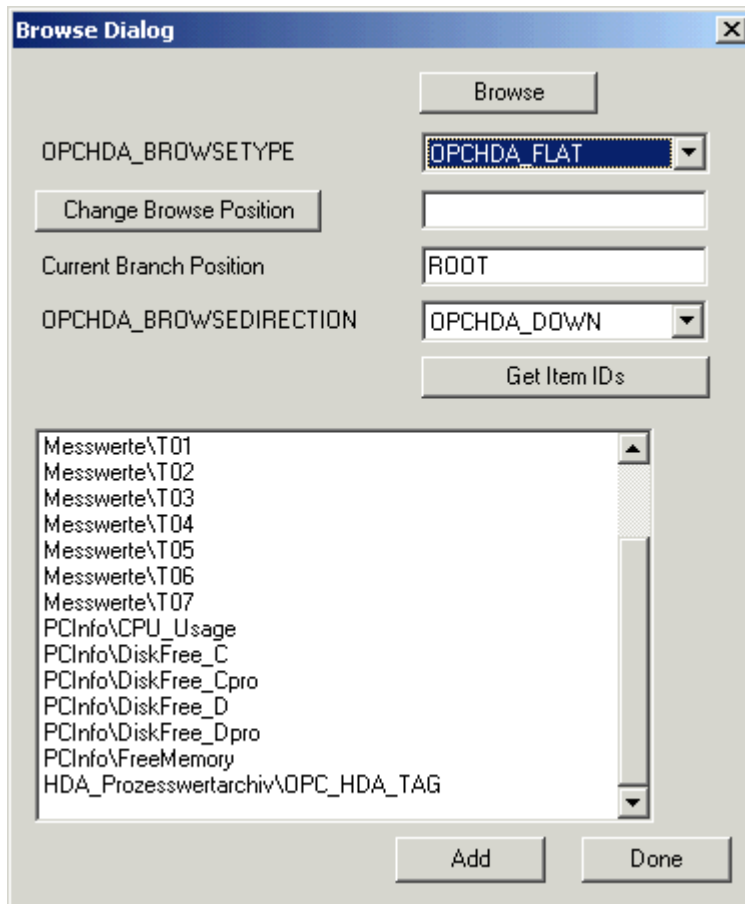 Browse Dialog
Browse
OPCHDA_BROWSETYPE
OPCHDA_FLAT
Change Browse Position
Current Branch Position
ROOT
OPCHDA_BROWSEDIRECTION
OPCHDA_DOWN
Get Item IDs
Messwerte\T01
Messwerte\T02
Messwerte\T03
Messwerte\T04
Messwerte\T05
Messwerte\T06
Messwerte\T07
PCInfo\CPU_Usage
PCInfo\DiskFree_C
PCInfo\DiskFree_Cpro
PCInfo\DiskFree_D
PCInfo\DiskFree_Dpro
PCInfo\FreeMemory
HDA_Prozesswertarchiv\OPC_HDA_TAG
Add
Done